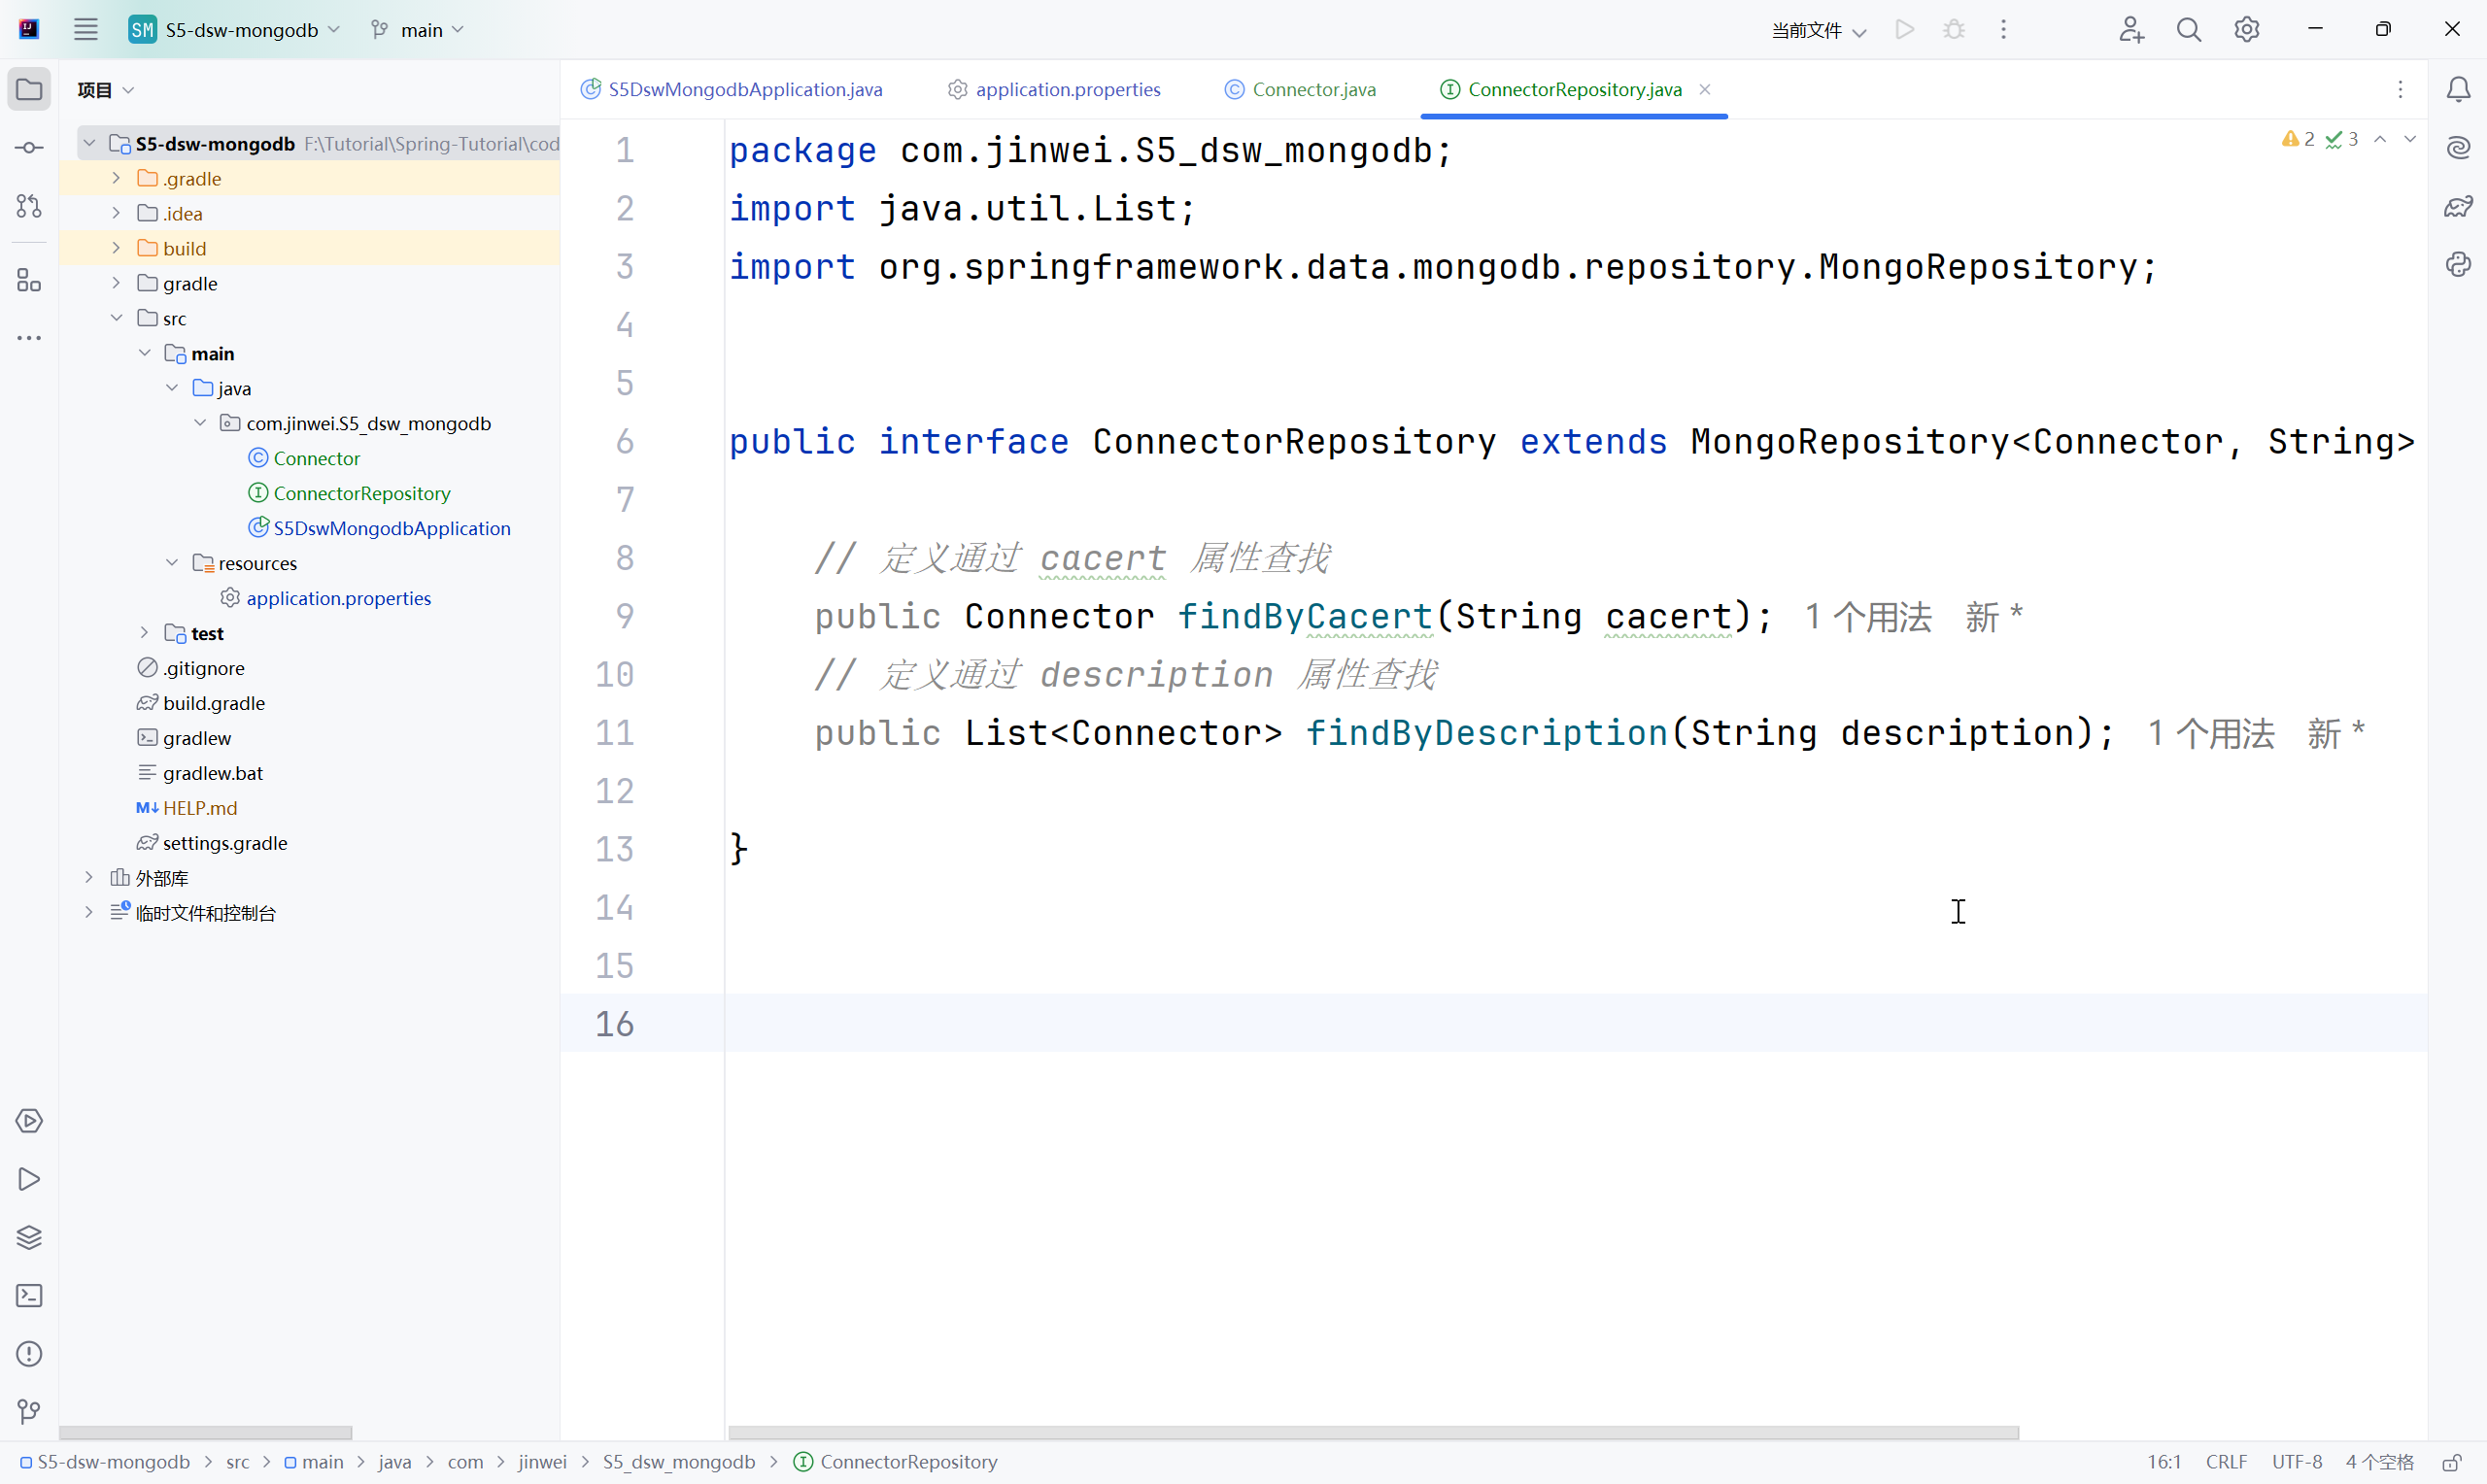 SM S5-dsw-mongodb main 当前文件
项目
S5DswMongodbApplication.java application.properties Connector.java ConnectorRepository.java
S5-dsw-mongodb F:\Tutorial\Spring-Tutorial\cod
.gradle
.idea
build
gradle
src
main
java
com.jinwei.S5_dsw_mongodb
Connector
ConnectorRepository
S5DswMongodbApplication
resources
application.properties
test
.gitignore
build.gradle
gradlew
gradlew.bat
M↓ HELP.md
settings.gradle
外部库
临时文件和控制台
2 3
1 package com.jinwei.S5_dsw_mongodb;
2 import java.util.List;
3 import org.springframework.data.mongodb.repository.MongoRepository;
4
5
6 public interface ConnectorRepository extends MongoRepository<Connector, String>
7
8 // 定义通过 cacert 属性查找
9 public Connector findByCacert(String cacert); 1 个用法 新 *
10 // 定义通过 description 属性查找
11 public List<Connector> findByDescription(String description); 1 个用法 新 *
12
13 }
14
15
16
S5-dsw-mongodb > src > main > java > com > jinwei > S5_dsw_mongodb > ConnectorRepository 16:1 CRLF UTF-8 4 个空格